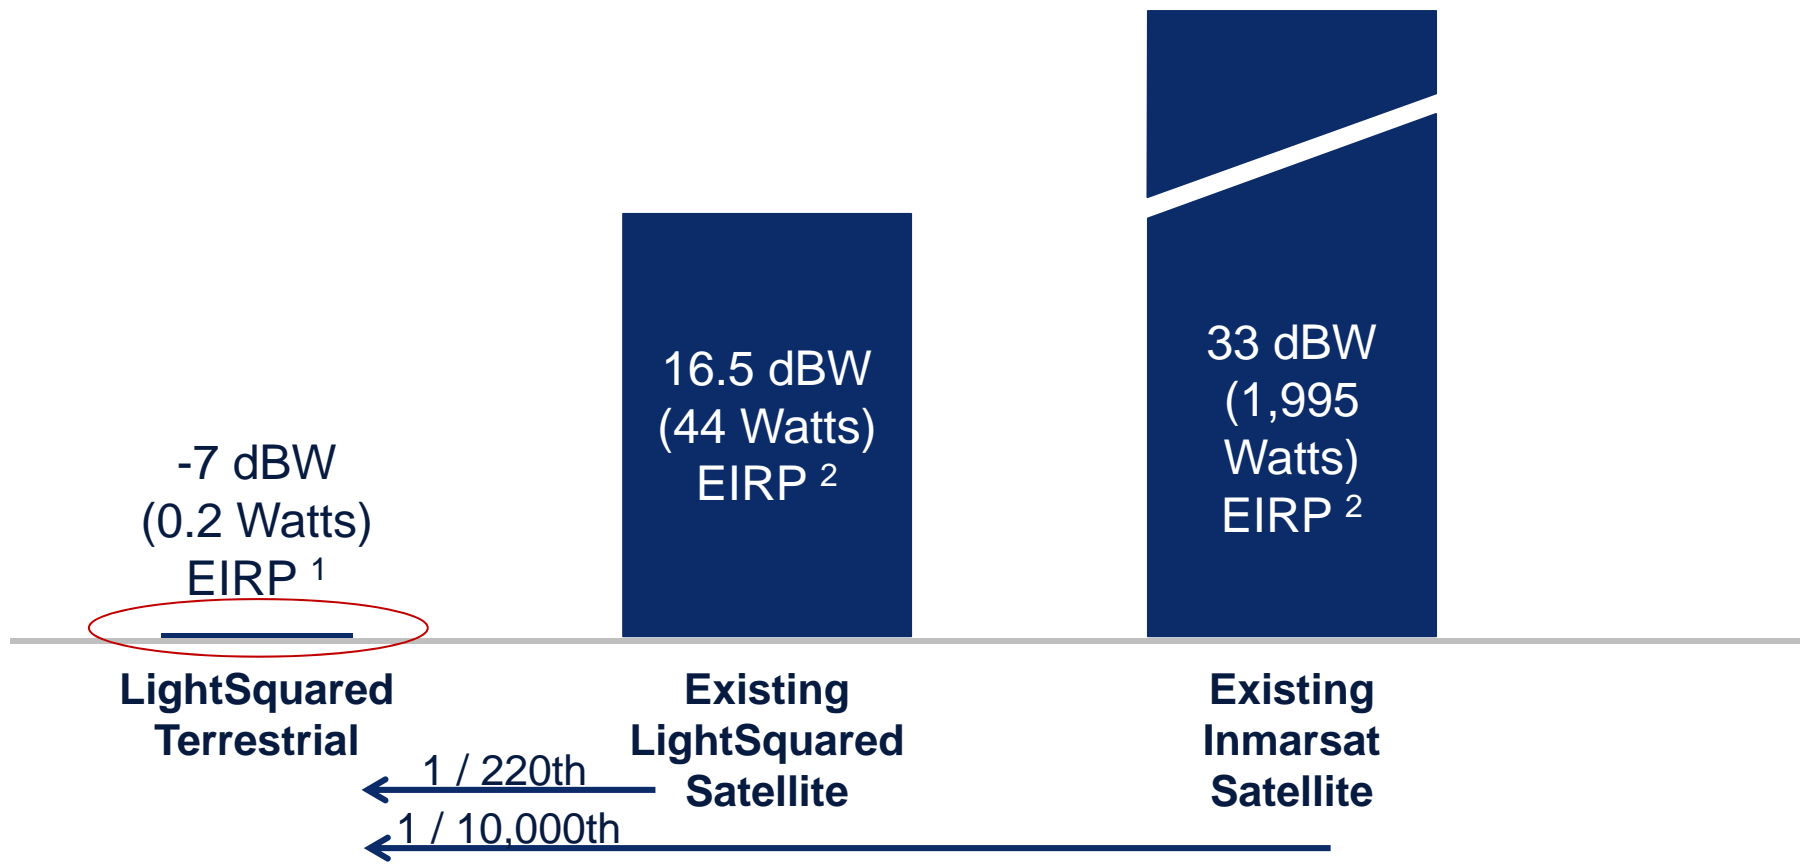 -7 dBW
(0.2 Watts)
EIRP 1
16.5 dBW
(44 Watts)
EIRP 2
33 dBW
(1,995
Watts)
EIRP 2
LightSquared
Terrestrial
Existing
LightSquared
Satellite
Existing
Inmarsat
Satellite
1 / 220th
1 / 10,000th